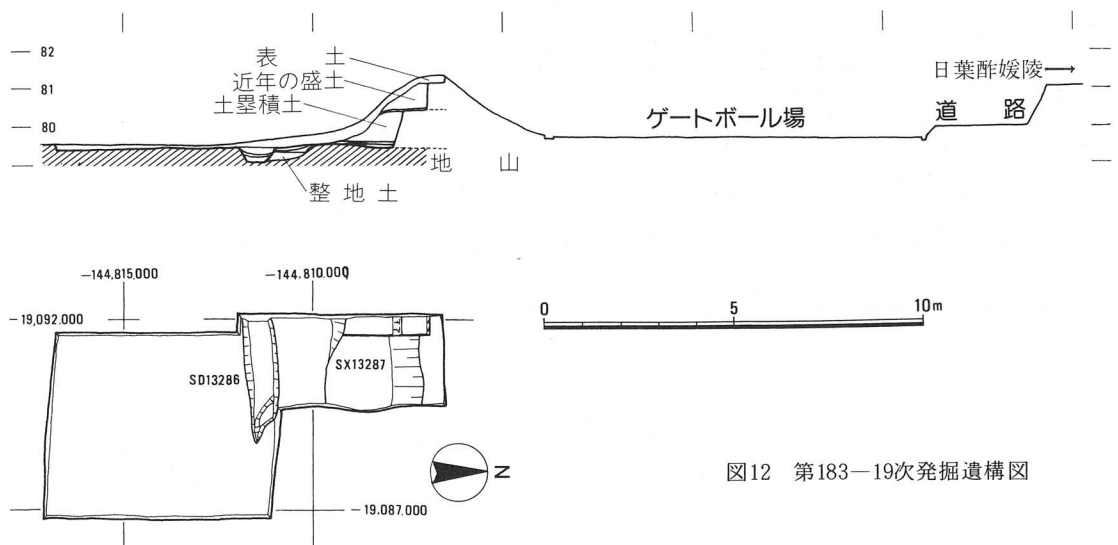 82
81
80
表土
近年の盛土
土塁積土
地山
整地土
ゲートボール場
道路
日葉酢媛陵
-144,815,000
-144.810.000
-19,092.000
SD13286
SX13287
-19.087.000
N
0 5 10m
図12 第183―19次発掘遺構図